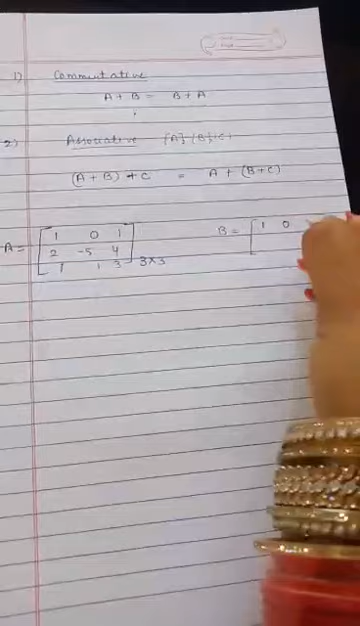 1) Commutative
A + B = B + A
2) Associative [A] [B] [C]
(A + B) + C = A + (B + C)
A = [ 1 0 1 B = [ 1 0
2 -5 4
1 1 3 ] 3×3